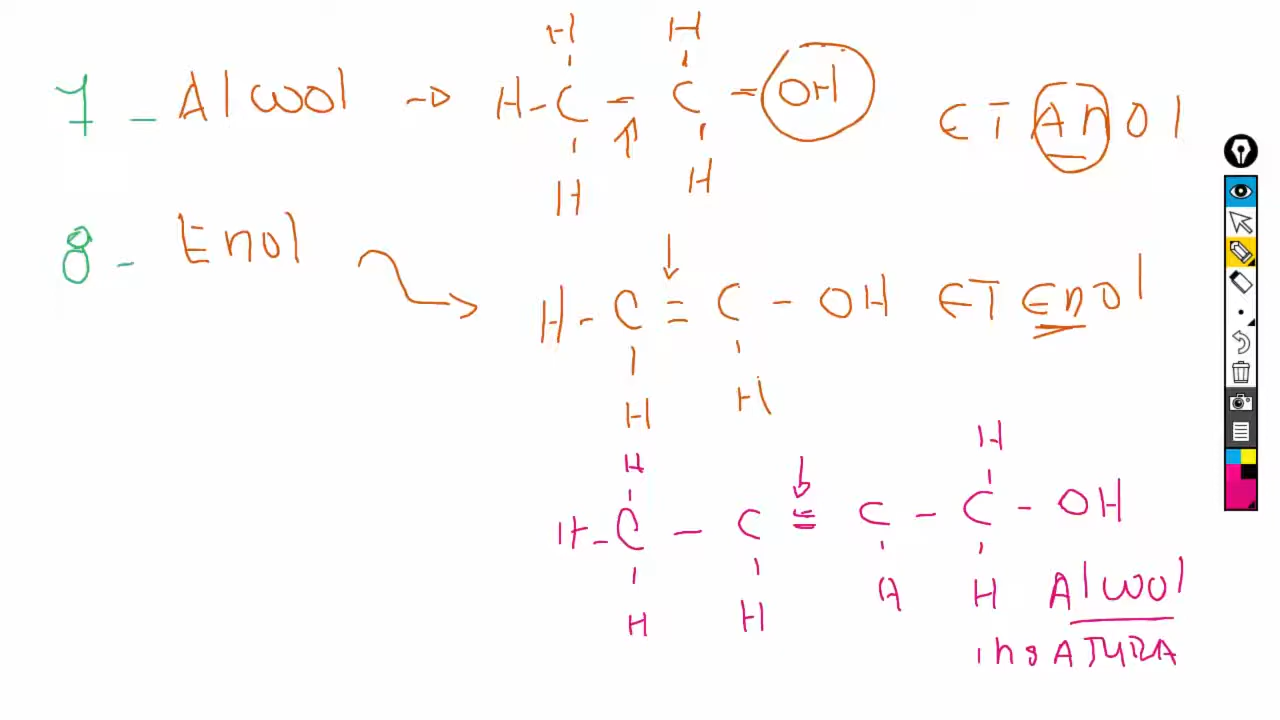 H H
7 - Alcool → H - C - C - OH ETANOL
H H
8 - Enol
H - C = C - OH ETENOL
H H
H H
H - C - C = C - C - OH
H H H H Alcool
insATURA